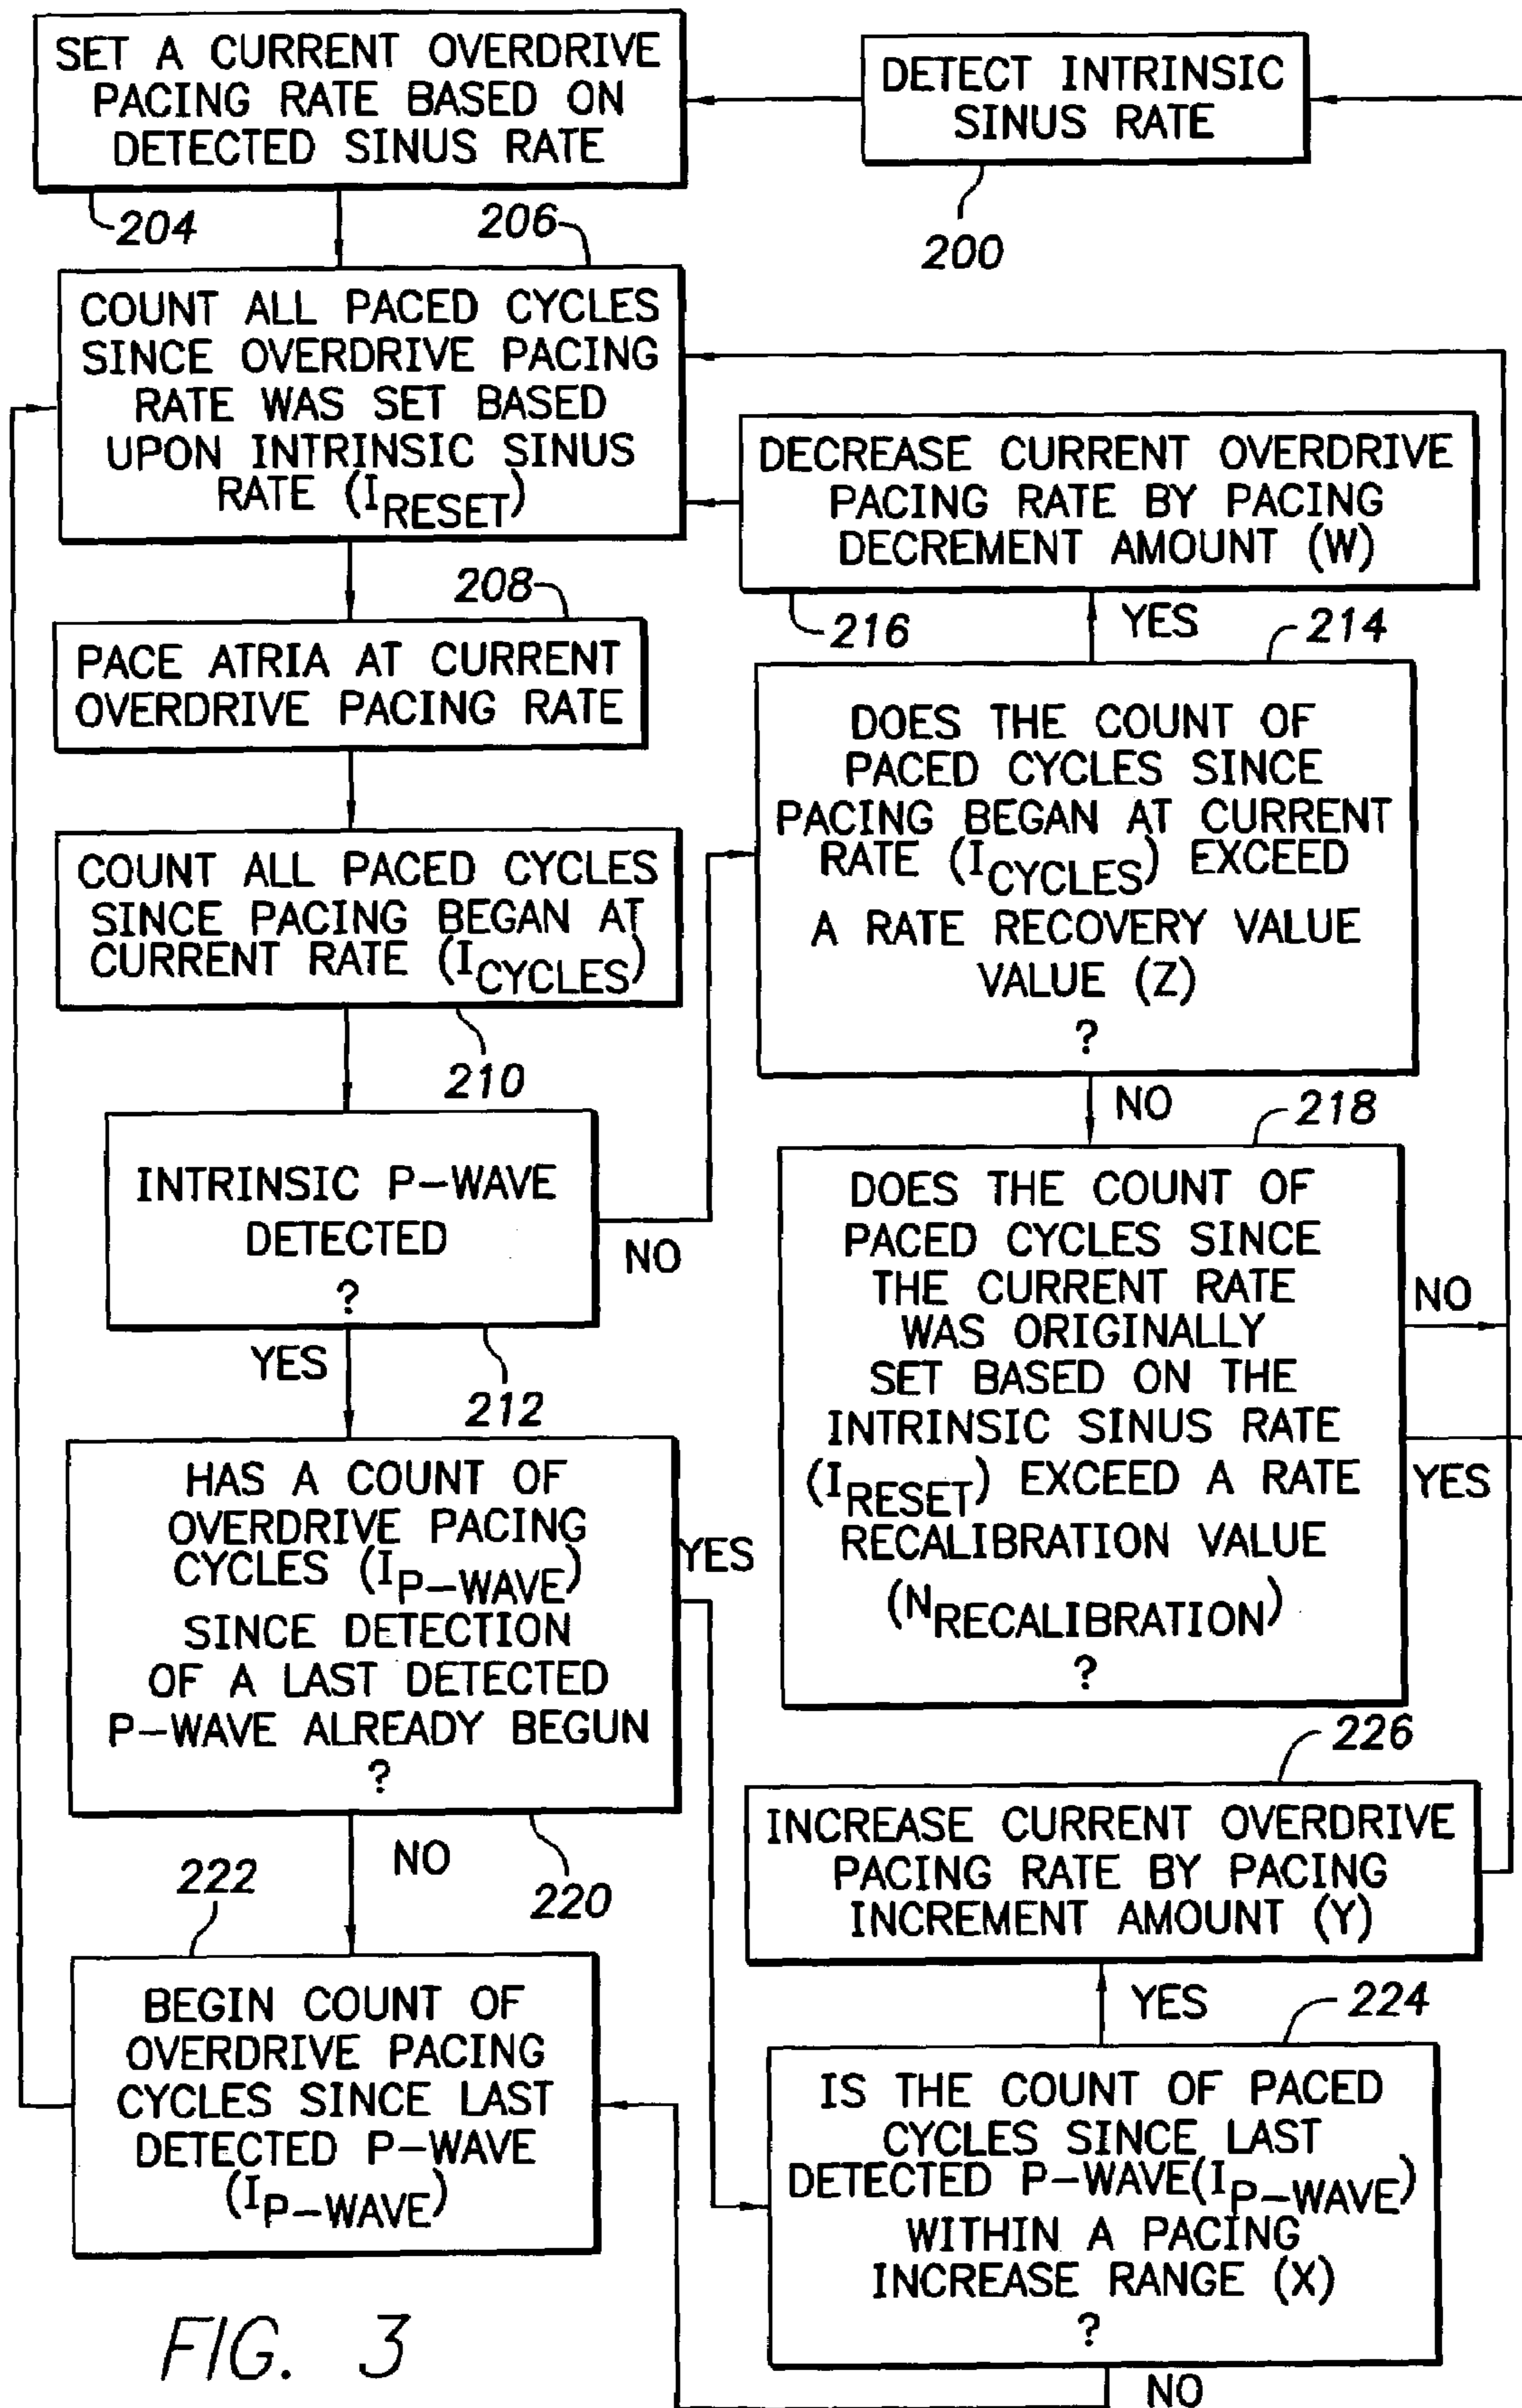 SET A CURRENT OVERDRIVE
PACING RATE BASED ON
DETECTED SINUS RATE
204
DETECT INTRINSIC
SINUS RATE
200
206
COUNT ALL PACED CYCLES
SINCE OVERDRIVE PACING
RATE WAS SET BASED
UPON INTRINSIC SINUS
RATE (IRESET)
208
PACE ATRIA AT CURRENT
OVERDRIVE PACING RATE
COUNT ALL PACED CYCLES
SINCE PACING BEGAN AT
CURRENT RATE (ICYCLES)
210
INTRINSIC P-WAVE
DETECTED
?
NO
YES
212
DECREASE CURRENT OVERDRIVE
PACING RATE BY PACING
DECREMENT AMOUNT (W)
216
YES
214
DOES THE COUNT OF
PACED CYCLES SINCE
PACING BEGAN AT CURRENT
RATE (ICYCLES) EXCEED
A RATE RECOVERY VALUE
VALUE (Z)
?
NO
218
DOES THE COUNT OF
PACED CYCLES SINCE
THE CURRENT RATE
WAS ORIGINALLY
SET BASED ON THE
INTRINSIC SINUS RATE
(IRESET) EXCEED A RATE
RECALIBRATION VALUE
(NRECALIBRATION)
?
NO
YES
HAS A COUNT OF
OVERDRIVE PACING
CYCLES (IP-WAVE)
SINCE DETECTION
OF A LAST DETECTED
P-WAVE ALREADY BEGUN
?
YES
NO
220
222
BEGIN COUNT OF
OVERDRIVE PACING
CYCLES SINCE LAST
DETECTED P-WAVE
(IP-WAVE)
226
INCREASE CURRENT OVERDRIVE
PACING RATE BY PACING
INCREMENT AMOUNT (Y)
YES
224
IS THE COUNT OF PACED
CYCLES SINCE LAST
DETECTED P-WAVE(IP-WAVE)
WITHIN A PACING
INCREASE RANGE (X)
?
NO
FIG. 3